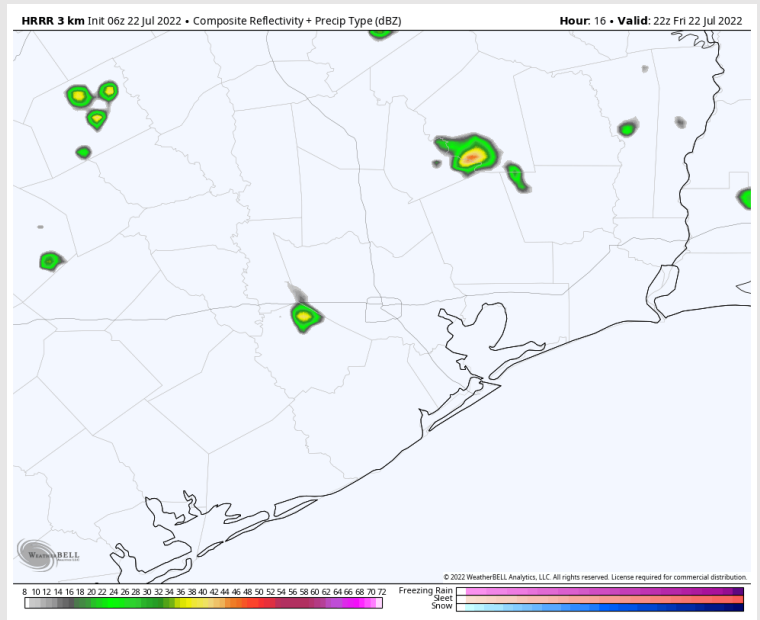 HRRR 3 km Init 06z 22 Jul 2022 • Composite Reflectivity + Precip Type (dBZ)
Hour: 16 • Valid: 22z Fri 22 Jul 2022
WeatherBELL
© 2022 WeatherBELL Analytics, LLC. All rights reserved. License required for commercial distribution.
8 10 12 14 16 18 20 22 24 26 28 30 32 34 36 38 40 42 44 46 48 50 52 54 56 58 60 62 64 66 68 70 72
Freezing Rain
Sleet
Snow